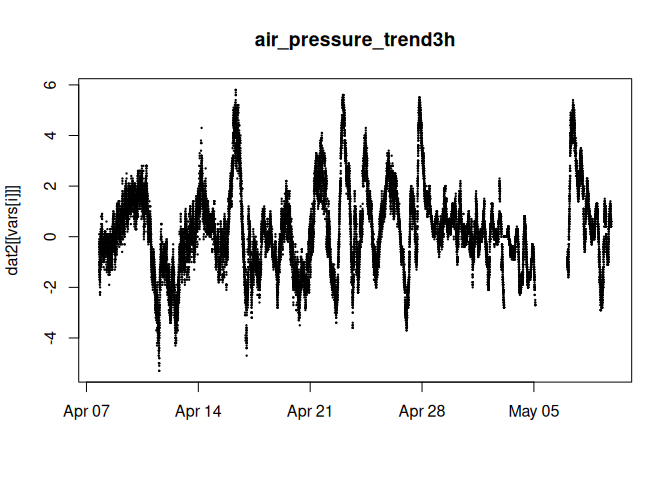 air_pressure_trend3h
dat2[[vars[i]]]
6
4
2
0
-2
-4
Apr 07
Apr 14
Apr 21
Apr 28
May 05